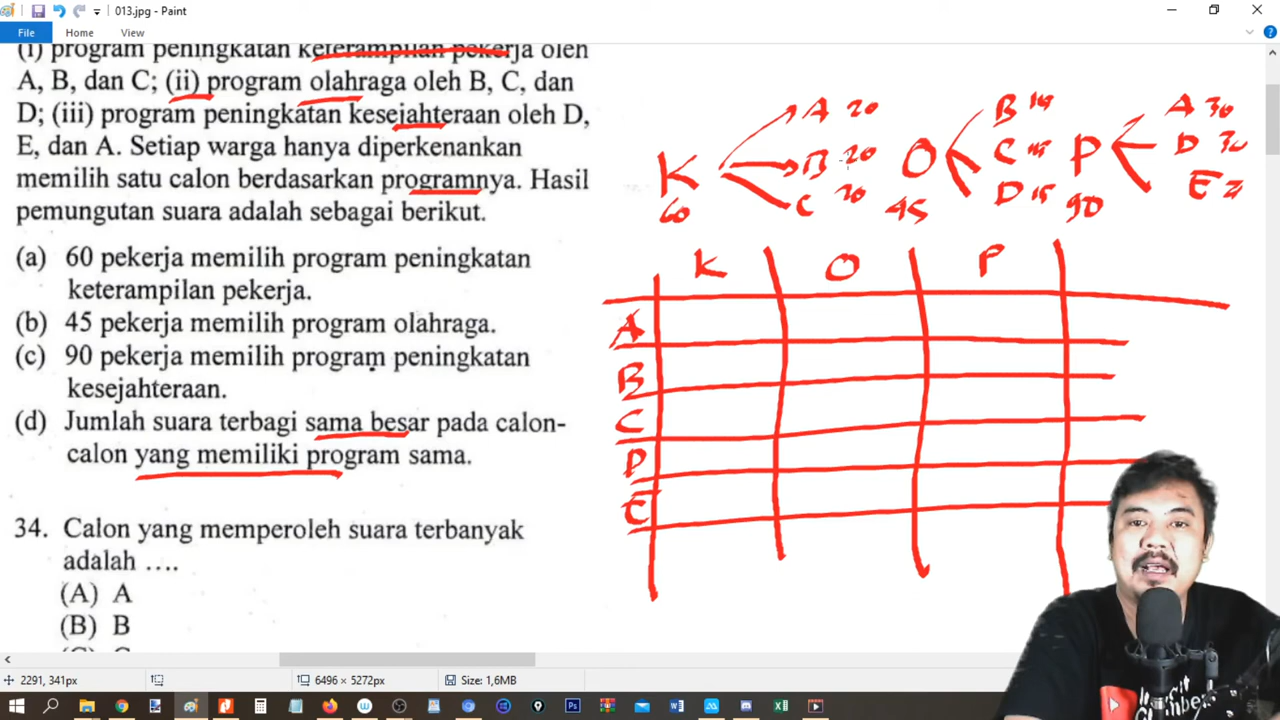 013.jpg - Paint
File Home View
(i) program peningkatan keterampilan pekerja oleh
A, B, dan C; (ii) program olahraga oleh B, C, dan
D; (iii) program peningkatan kesejahteraan oleh D,
E, dan A. Setiap warga hanya diperkenankan
memilih satu calon berdasarkan programnya. Hasil
pemungutan suara adalah sebagai berikut.
(a) 60 pekerja memilih program peningkatan
keterampilan pekerja.
(b) 45 pekerja memilih program olahraga.
(c) 90 pekerja memilih program peningkatan
kesejahteraan.
(d) Jumlah suara terbagi sama besar pada calon-
calon yang memiliki program sama.
34. Calon yang memperoleh suara terbanyak
adalah ....
(A) A
(B) B
K 60
A 20
B 20
C 20
O 45
B 15
C 15
D 15
P 90
A 30
D 30
E
K O P
A
B
C
D
E
2291, 341px
6496 × 5272px
Size: 1,6MB